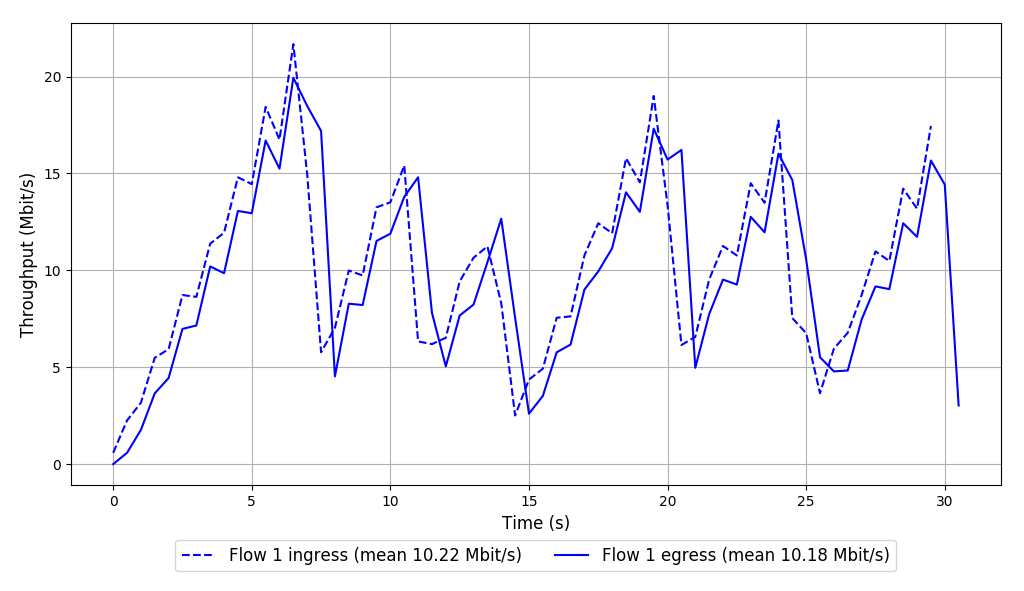 Throughput (Mbit/s)
20
15
10
5
0
0 5 10 15 20 25 30
Time (s)
Flow 1 ingress (mean 10.22 Mbit/s) Flow 1 egress (mean 10.18 Mbit/s)